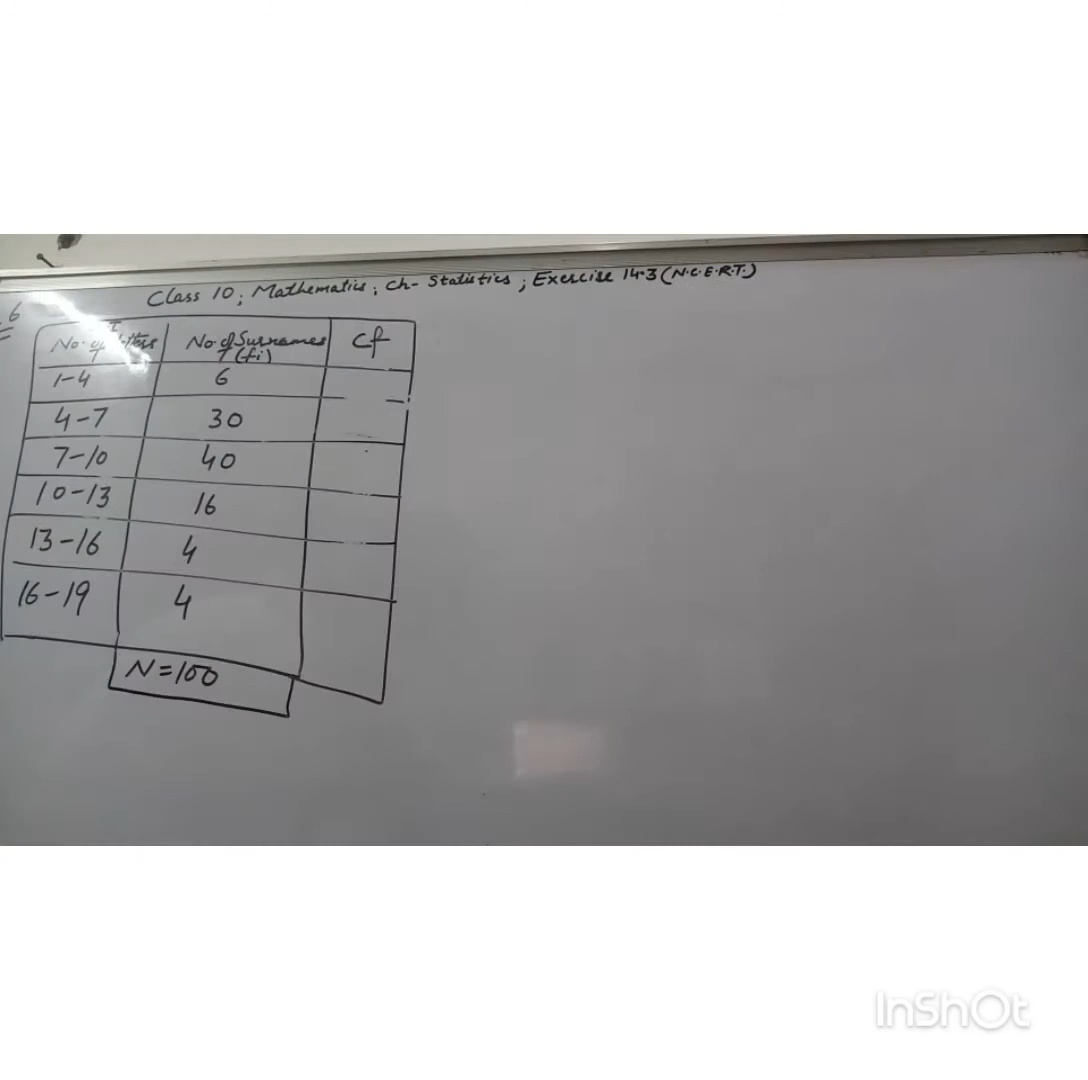 Class 10; Mathematics; Ch- Statistics; Exercise 14.3 (N.C.E.R.T.)
6
No. of No. of Surnames (fi) Cf
1-4 6
4-7 30
7-10 40
10-13 16
13-16 4
16-19 4
N=100
InShOt